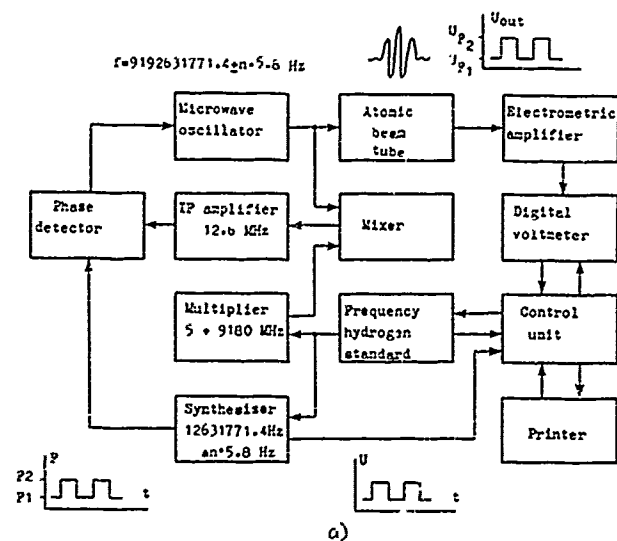 f=9192631771.4±n·5.8 Hz
U_out
U_P2
U_P1
Microwave
oscillator
Atomic
beam
tube
Electrometric
amplifier
Phase
detector
IF amplifier
12.6 MHz
Mixer
Digital
voltmeter
Multiplier
5 + 9180 MHz
Frequency
hydrogen
standard
Control
unit
Synthesiser
12631771.4Hz
±n·5.8 Hz
Printer
P
P2
P1
t
U
t
a)